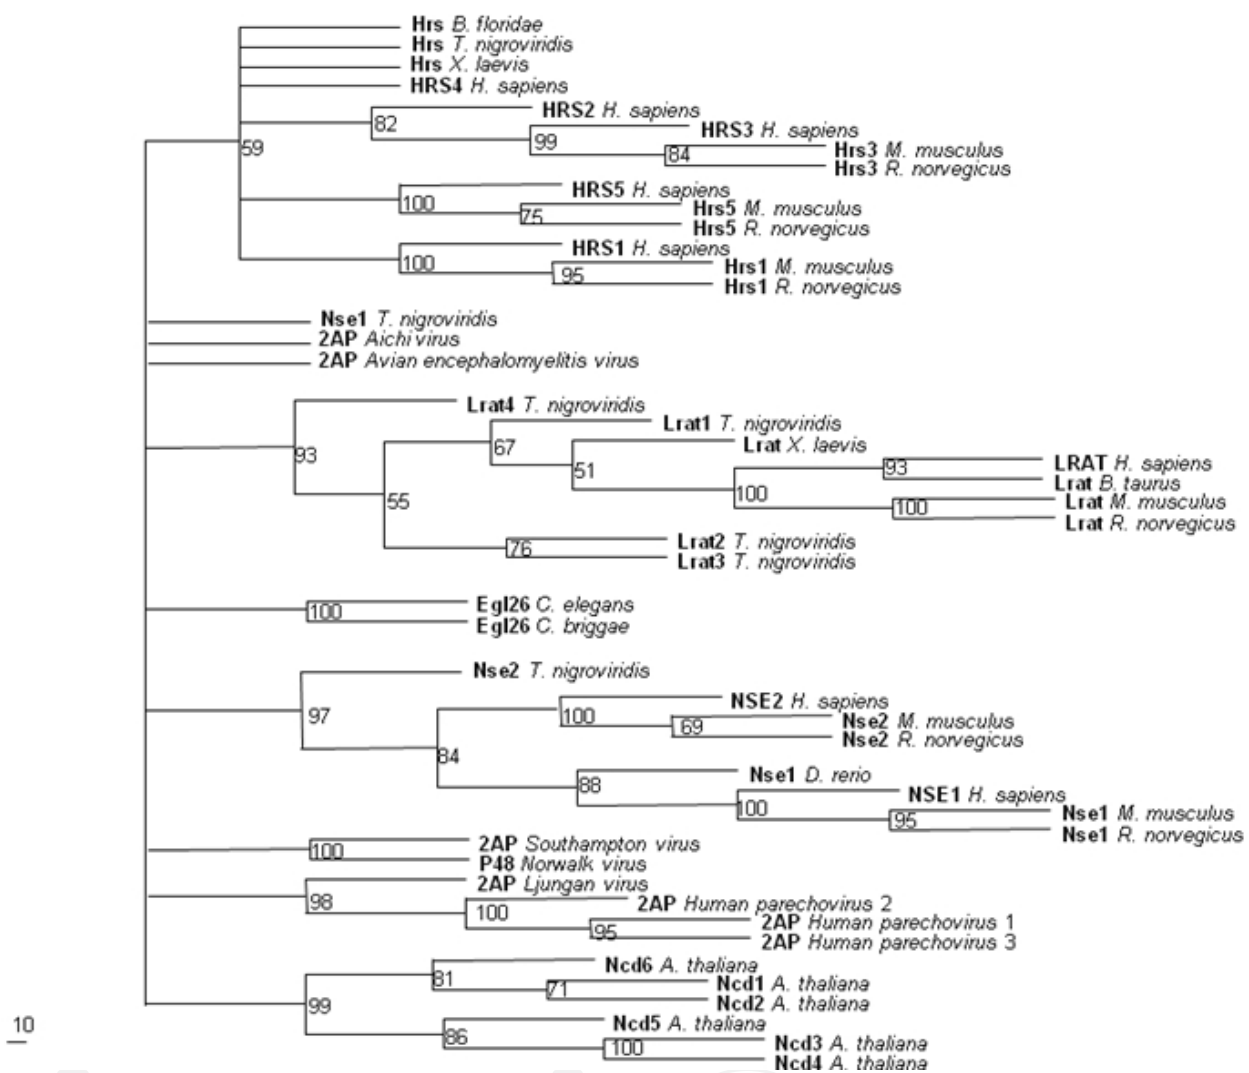 Hrs B. floridae
Hrs T. nigroviridis
Hrs X. laevis
HRS4 H. sapiens
HRS2 H. sapiens
82
HRS3 H. sapiens
99
59
84
Hrs3 M. musculus
Hrs3 R. norvegicus
HRS5 H. sapiens
100
75
Hrs5 M. musculus
Hrs5 R. norvegicus
HRS1 H. sapiens
100
95
Hrs1 M. musculus
Hrs1 R. norvegicus
Nse1 T. nigroviridis
2AP Aichi virus
2AP Avian encephalomyelitis virus
Lrat4 T. nigroviridis
Lrat1 T. nigroviridis
67
Lrat X. laevis
93
51
93
LRAT H. sapiens
Lrat B. taurus
55
100
100
Lrat M. musculus
Lrat R. norvegicus
76
Lrat2 T. nigroviridis
Lrat3 T. nigroviridis
100
Egl26 C. elegans
Egl26 C. briggae
Nse2 T. nigroviridis
97
NSE2 H. sapiens
100
69
Nse2 M. musculus
Nse2 R. norvegicus
84
Nse1 D. rerio
88
NSE1 H. sapiens
100
95
Nse1 M. musculus
Nse1 R. norvegicus
100
2AP Southampton virus
P48 Norwalk virus
2AP Ljungan virus
98
2AP Human parechovirus 2
100
95
2AP Human parechovirus 1
2AP Human parechovirus 3
Ncd6 A. thaliana
81
71
Ncd1 A. thaliana
Ncd2 A. thaliana
99
Ncd5 A. thaliana
86
100
Ncd3 A. thaliana
Ncd4 A. thaliana
10